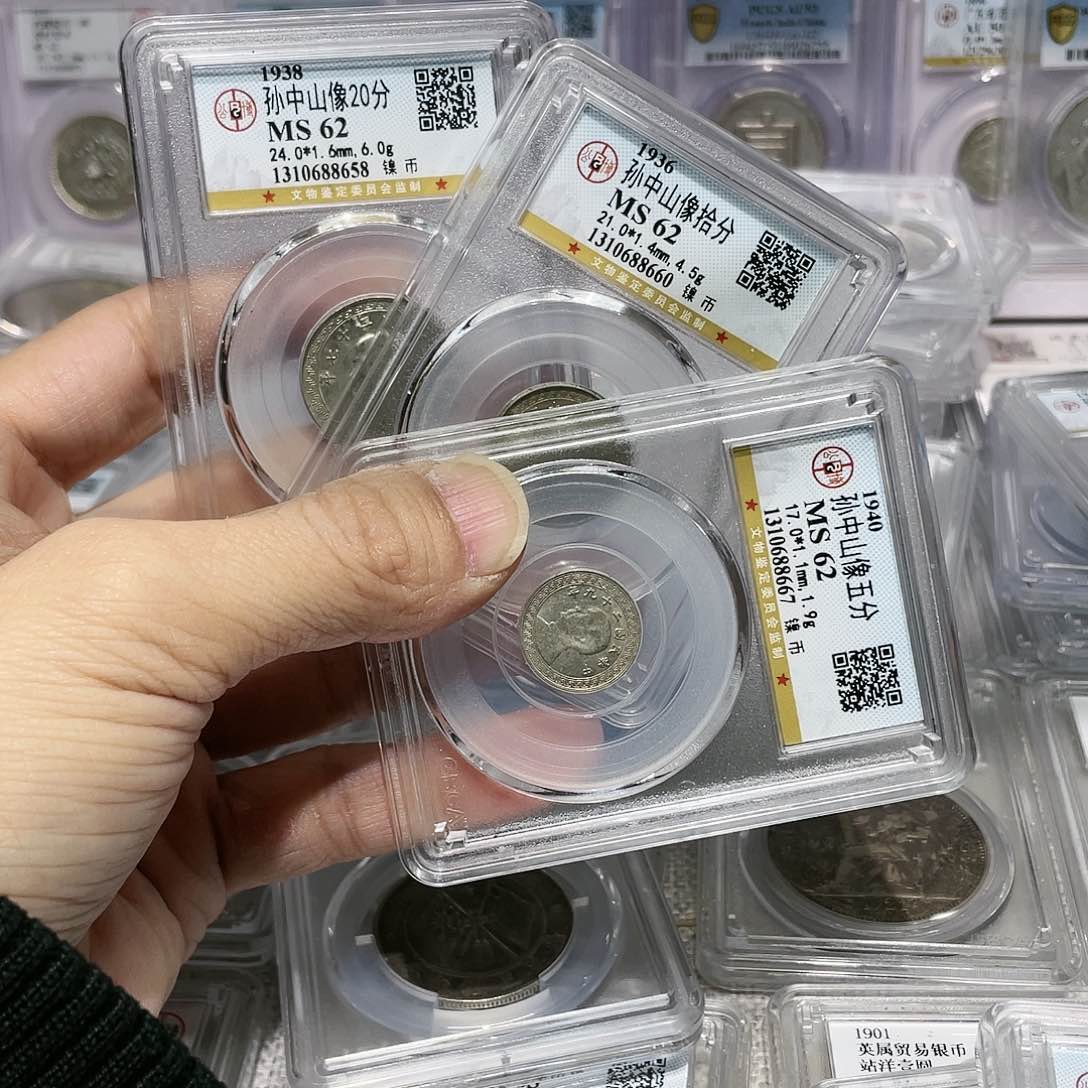 1938
孙中山像20分
MS 62
24.0*1.6mm, 6.0g
1310688658 镍币
文物鉴定委员会监制
1936
孙中山像拾分
MS 62
21.0*1.4mm, 4.5g
1310688660 镍币
文物鉴定委员会监制
1940
孙中山像五分
MS 62
17.0*1.1mm, 1.9g
1310688667 镍币
文物鉴定委员会监制
1901
英属贸易银币
站洋壹圆